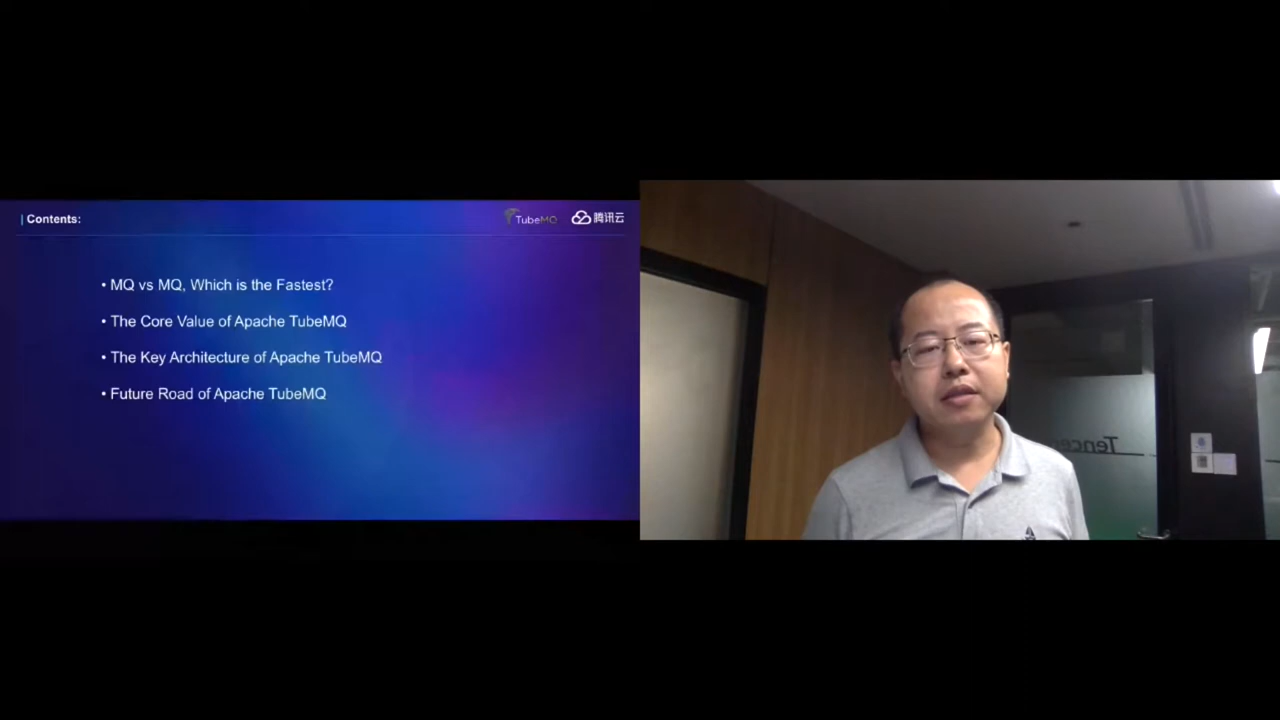 Contents:
TubeMQ
腾讯云
• MQ vs MQ, Which is the Fastest?
• The Core Value of Apache TubeMQ
• The Key Architecture of Apache TubeMQ
• Future Road of Apache TubeMQ